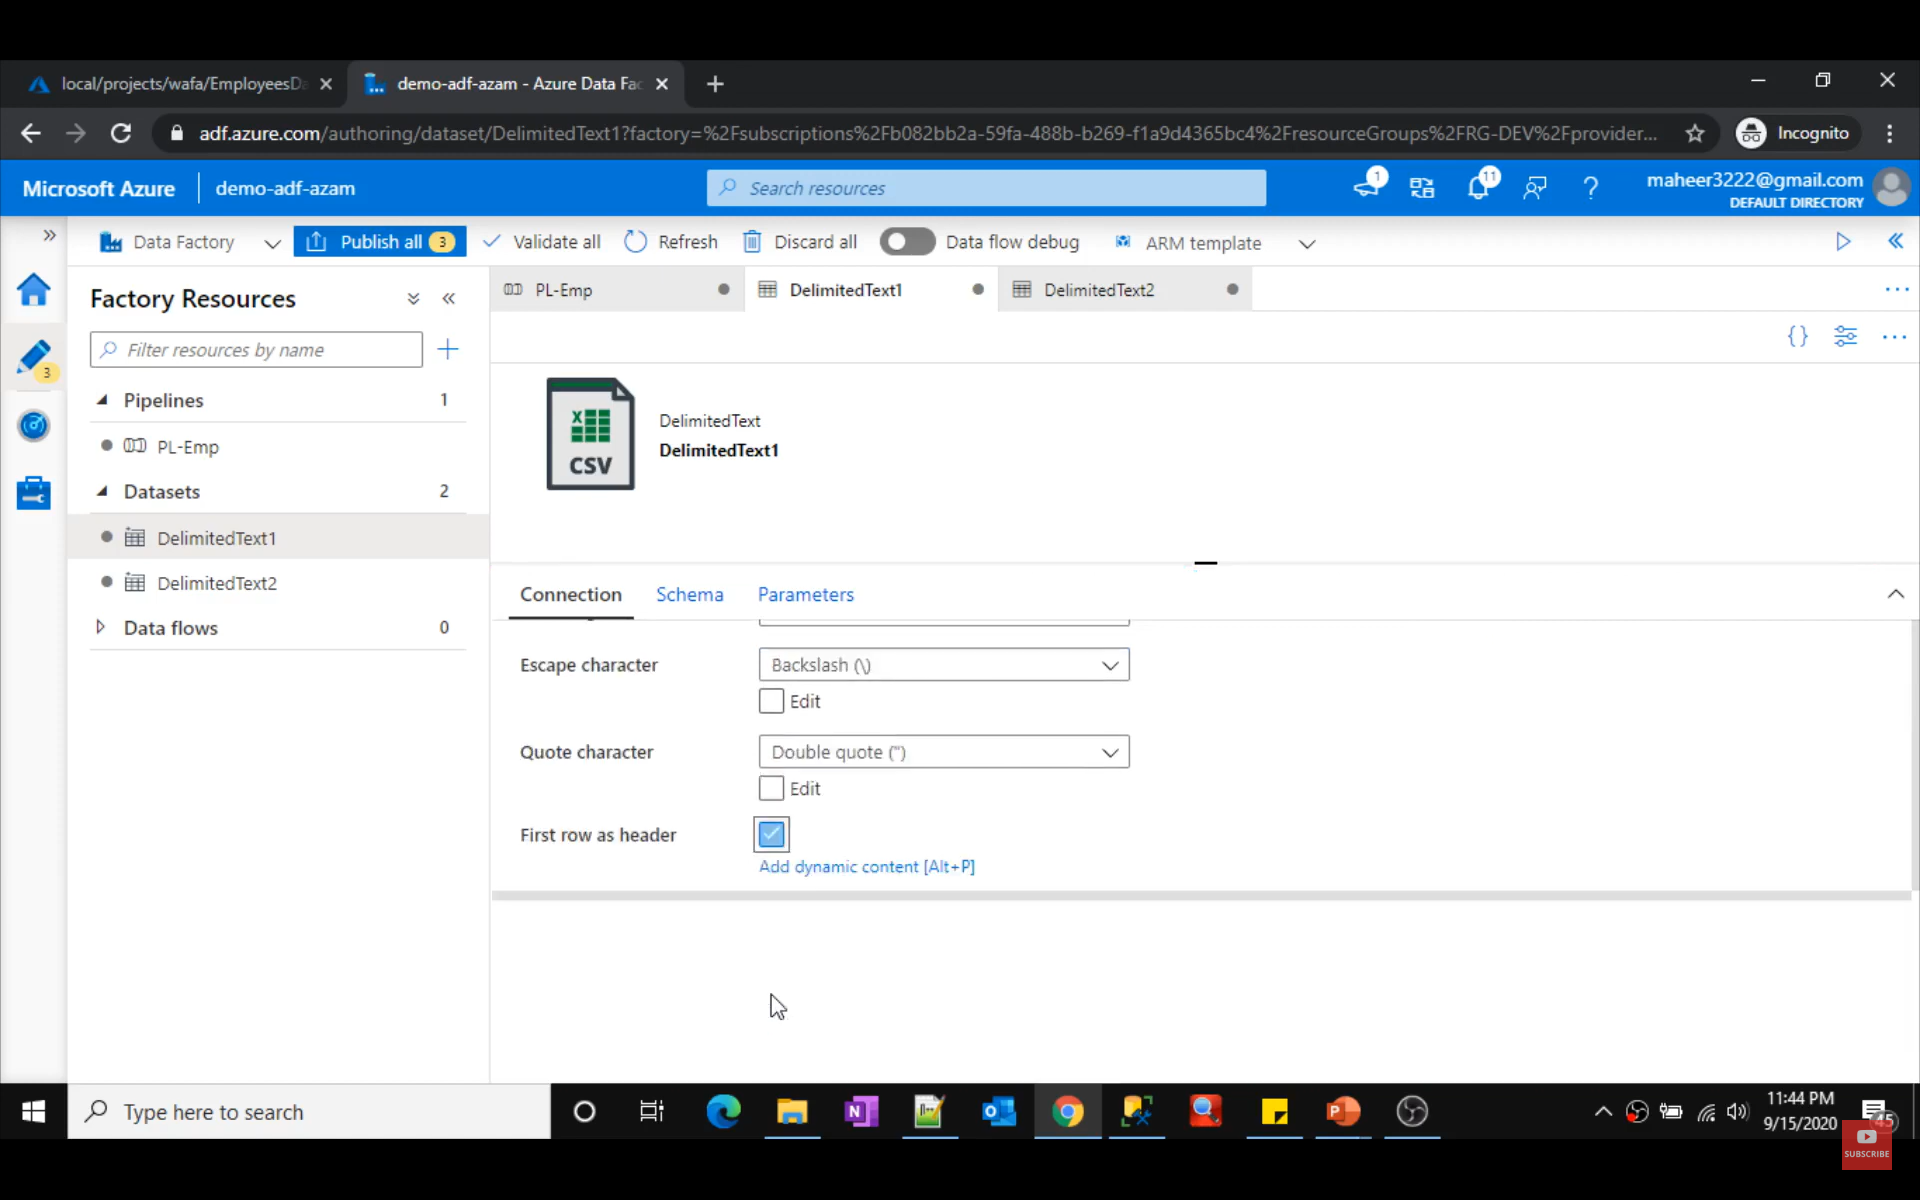 local/projects/wafa/EmployeesDa
demo-adf-azam - Azure Data Fac
adf.azure.com/authoring/dataset/DelimitedText1?factory=%2Fsubscriptions%2Fb082bb2a-59fa-488b-b269-f1a9d4365bc4%2FresourceGroups%2FRG-DEV%2Fprovider...
Incognito
Microsoft Azure
demo-adf-azam
Search resources
1
11
maheer3222@gmail.com
DEFAULT DIRECTORY
Data Factory
Publish all 3
Validate all
Refresh
Discard all
Data flow debug
ARM template
Factory Resources
PL-Emp
DelimitedText1
DelimitedText2
Filter resources by name
3
Pipelines 1
PL-Emp
Datasets 2
DelimitedText1
DelimitedText2
Data flows 0
X
CSV
DelimitedText
DelimitedText1
Connection
Schema
Parameters
Escape character
Backslash (\)
Edit
Quote character
Double quote (")
Edit
First row as header
Add dynamic content [Alt+P]
Type here to search
11:44 PM
9/15/2020
45
SUBSCRIBE